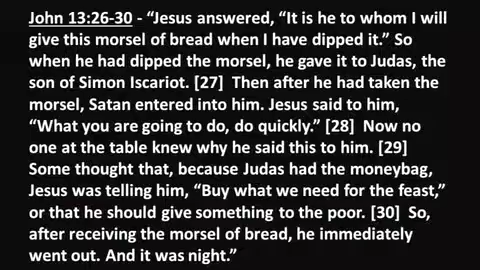 John 13:26-30 - “Jesus answered, “It is he to whom I will
give this morsel of bread when I have dipped it.” So
when he had dipped the morsel, he gave it to Judas, the
son of Simon Iscariot. [27]  Then after he had taken the
morsel, Satan entered into him. Jesus said to him,
“What you are going to do, do quickly.” [28]  Now no
one at the table knew why he said this to him. [29]
Some thought that, because Judas had the moneybag,
Jesus was telling him, “Buy what we need for the feast,”
or that he should give something to the poor. [30]  So,
after receiving the morsel of bread, he immediately
went out. And it was night.”